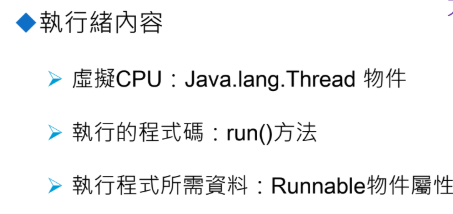 ◆執行緒內容
➢ 虛擬CPU：Java.lang.Thread 物件
➢ 執行的程式碼：run()方法
➢ 執行程式所需資料：Runnable物件屬性